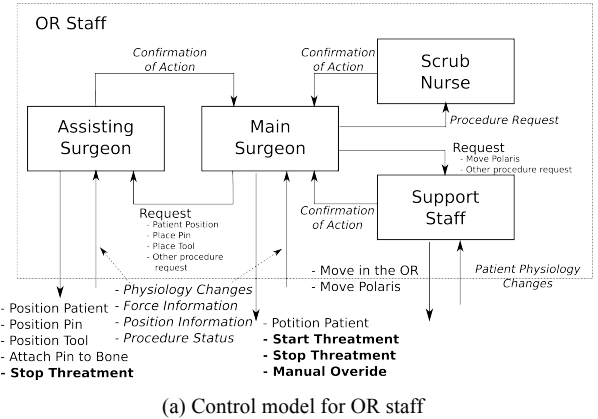 OR Staff
Confirmation
of Action
Confirmation
of Action
Scrub
Nurse
Assisting
Surgeon
Main
Surgeon
Procedure Request
Request
- Move Polaris
- Other procedure request
Support
Staff
Request
- Patient Position
- Place Pin
- Place Tool
- Other procedure
request
Confirmation
of Action
- Physiology Changes
- Force Information
- Position Information
- Procedure Status
- Move in the OR
- Move Polaris
Patient Physiology
Changes
- Position Patient
- Position Pin
- Position Tool
- Attach Pin to Bone
- Stop Threatment
- Potition Patient
- Start Threatment
- Stop Threatment
- Manual Overide
(a) Control model for OR staff